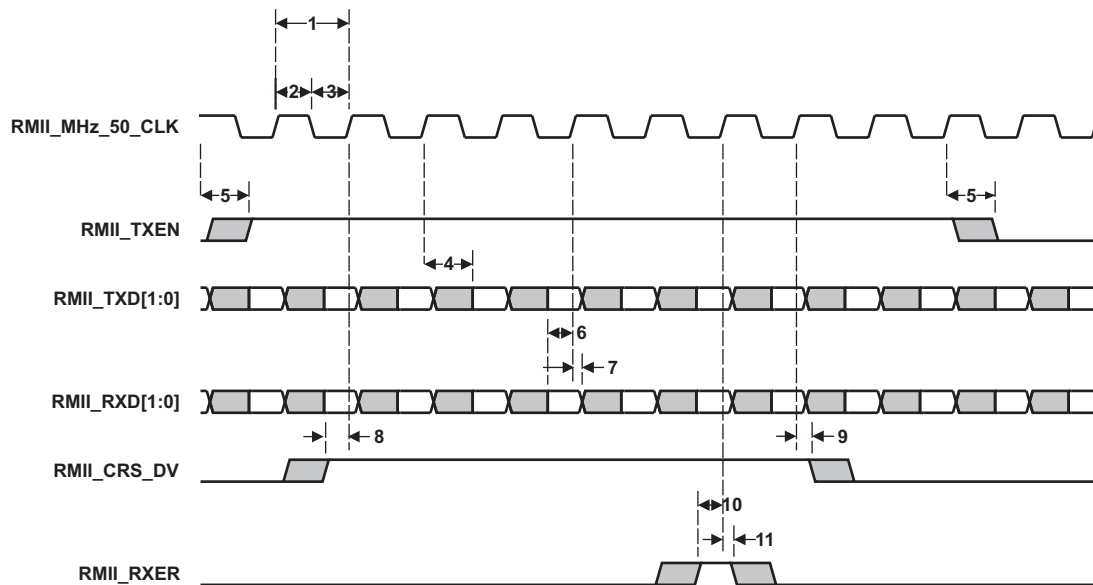 1
2
3
RMII_MHz_50_CLK
5
5
RMII_TXEN
4
RMII_TXD[1:0]
6
7
RMII_RXD[1:0]
8
9
RMII_CRS_DV
10
11
RMII_RXER